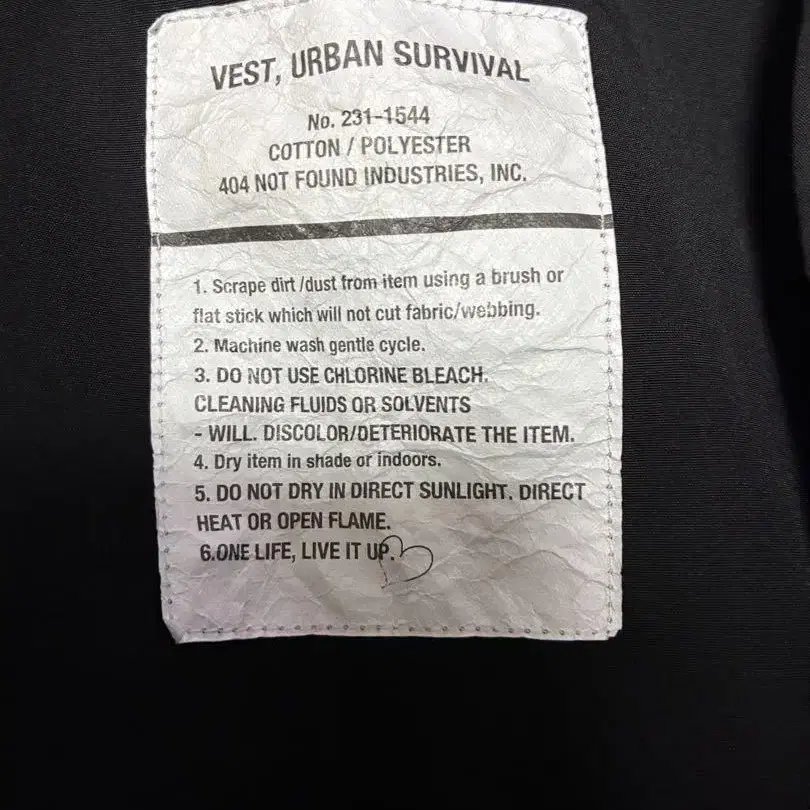 VEST, URBAN SURVIVAL
No. 231-1544
COTTON / POLYESTER
404 NOT FOUND INDUSTRIES, INC.
1. Scrape dirt /dust from item using a brush or
flat stick which will not cut fabric/webbing.
2. Machine wash gentle cycle.
3. DO NOT USE CHLORINE BLEACH.
CLEANING FLUIDS OR SOLVENTS
- WILL. DISCOLOR/DETERIORATE THE ITEM.
4. Dry item in shade or indoors.
5. DO NOT DRY IN DIRECT SUNLIGHT. DIRECT
HEAT OR OPEN FLAME.
6.ONE LIFE, LIVE IT UP.